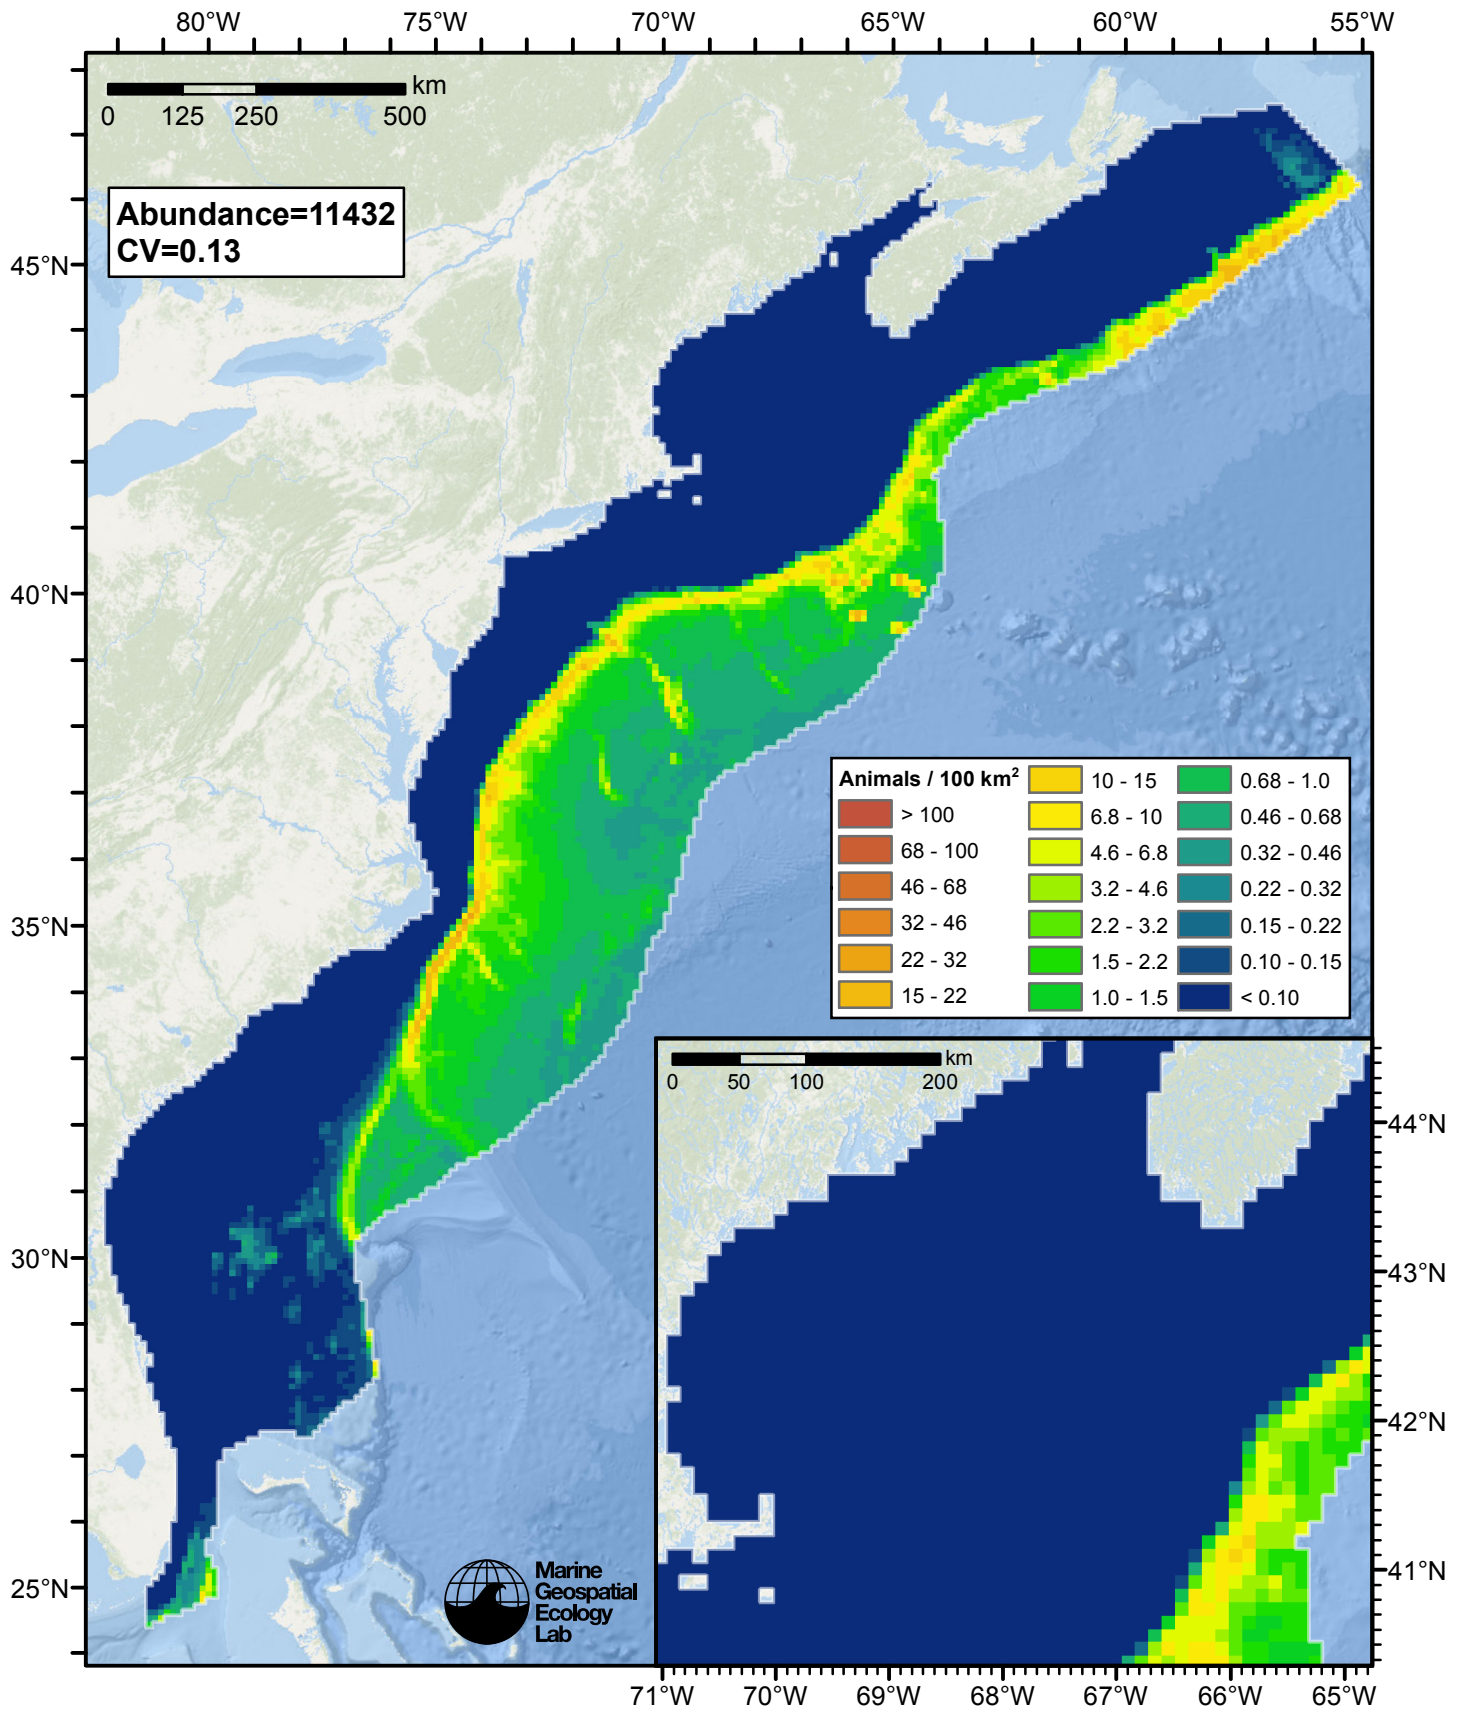 80°W 75°W 70°W 65°W 60°W 55°W
km
0 125 250 500
Abundance=11432
CV=0.13
45°N
40°N
35°N
30°N
25°N
Animals / 100 km²
> 100
68 - 100
46 - 68
32 - 46
22 - 32
15 - 22
10 - 15
6.8 - 10
4.6 - 6.8
3.2 - 4.6
2.2 - 3.2
1.5 - 2.2
1.0 - 1.5
0.68 - 1.0
0.46 - 0.68
0.32 - 0.46
0.22 - 0.32
0.15 - 0.22
0.10 - 0.15
< 0.10
km
0 50 100 200
44°N
43°N
42°N
41°N
Marine
Geospatial
Ecology
Lab
71°W 70°W 69°W 68°W 67°W 66°W 65°W